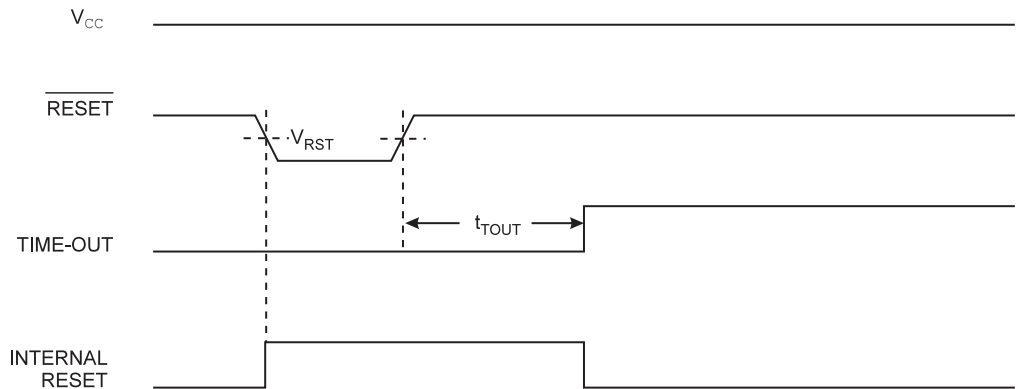 VCC
RESET
VRST
tTOUT
TIME-OUT
INTERNAL
RESET